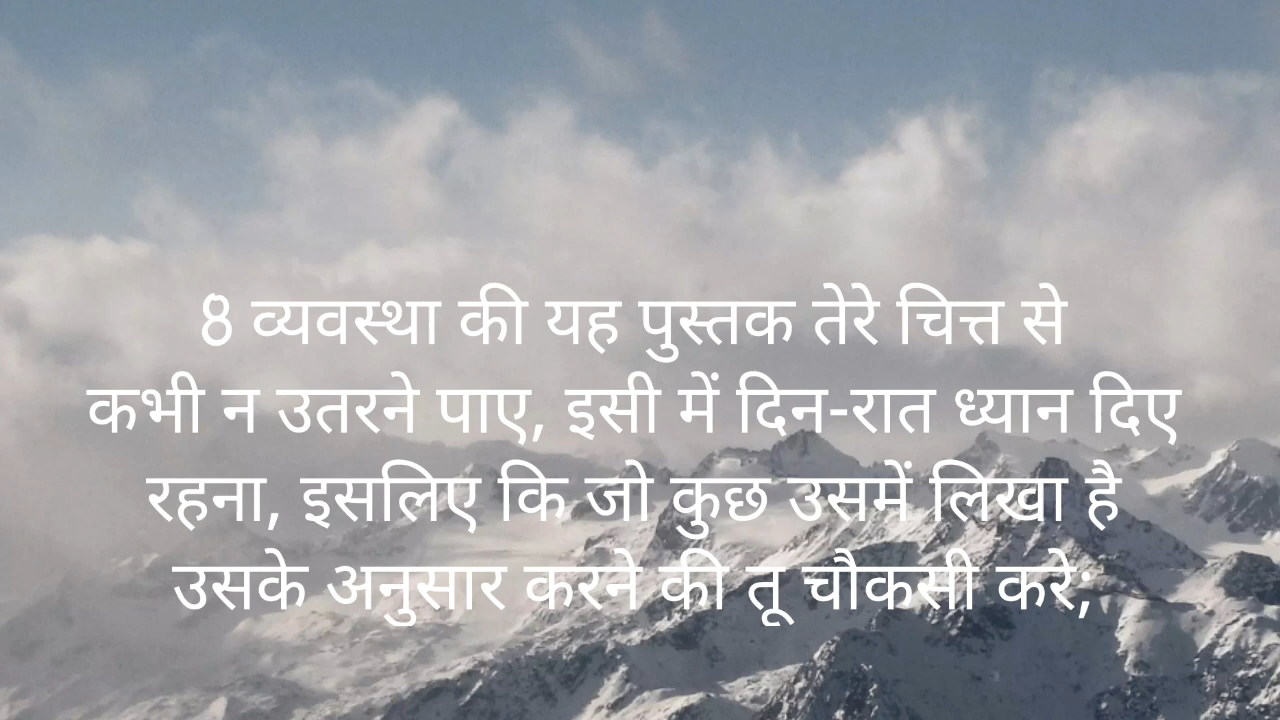 8 व्यवस्था की यह पुस्तक तेरे चित्त से
कभी न उतरने पाए, इसी में दिन-रात ध्यान दिए
रहना, इसलिए कि जो कुछ उसमें लिखा है
उसके अनुसार करने की तू चौकसी करे;